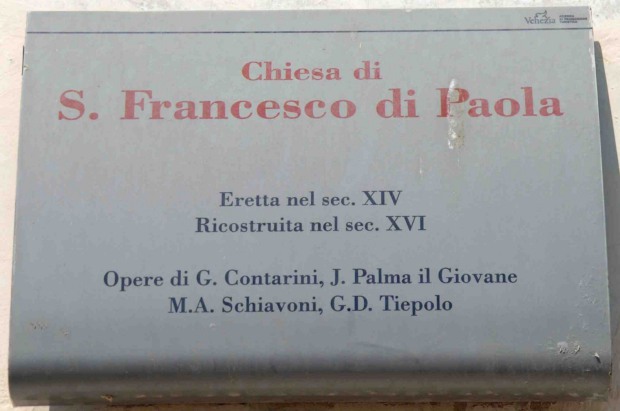 Venezia
Chiesa di
S. Francesco di Paola
Eretta nel sec. XIV
Ricostruita nel sec. XVI
Opere di G. Contarini, J. Palma il Giovane
M.A. Schiavoni, G.D. Tiepolo